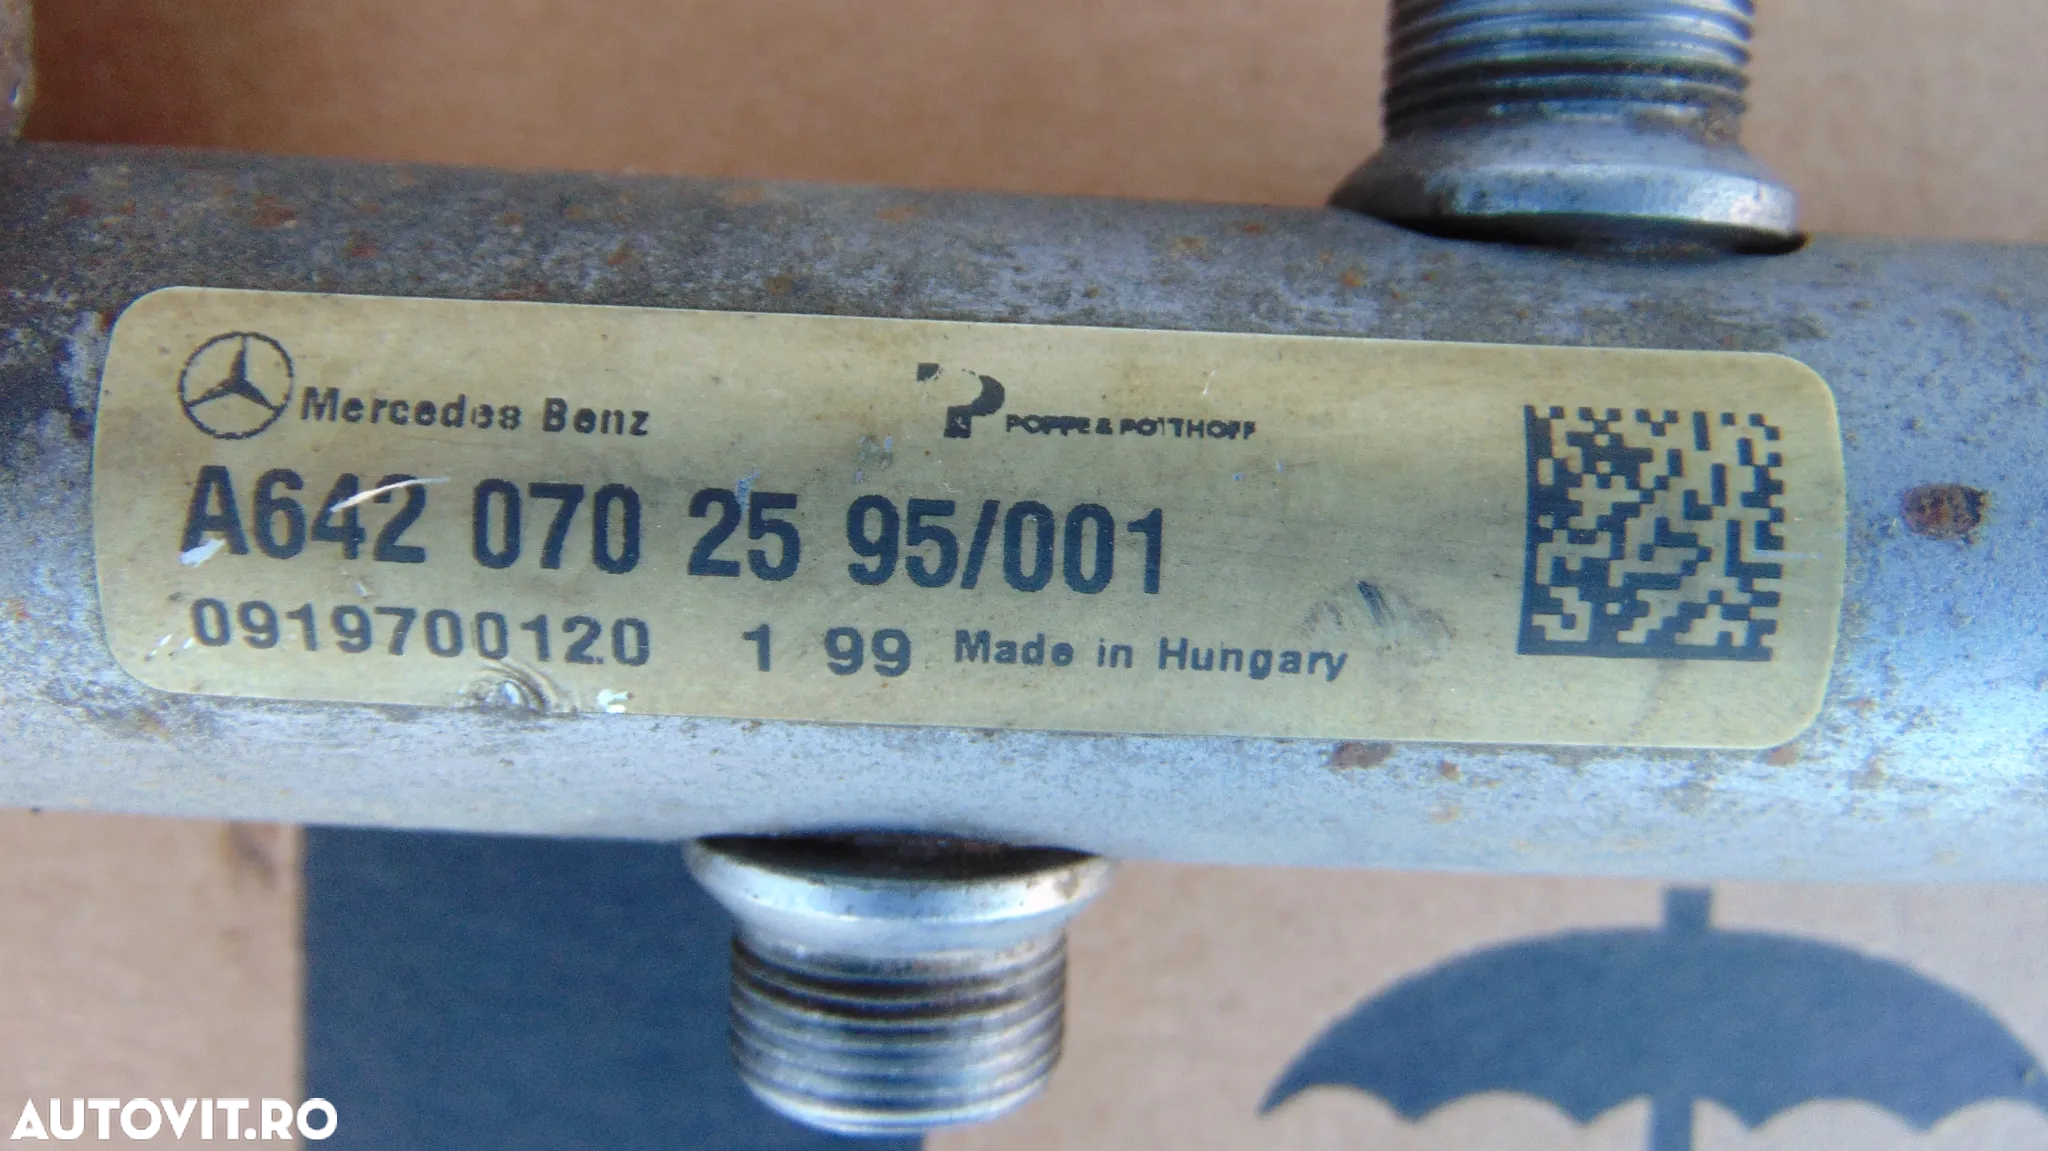 Mercedes Benz
POPPE & POTTHOFF
A642 070 25 95/001
0919700120 1 99 Made in Hungary
AUTOVIT.RO